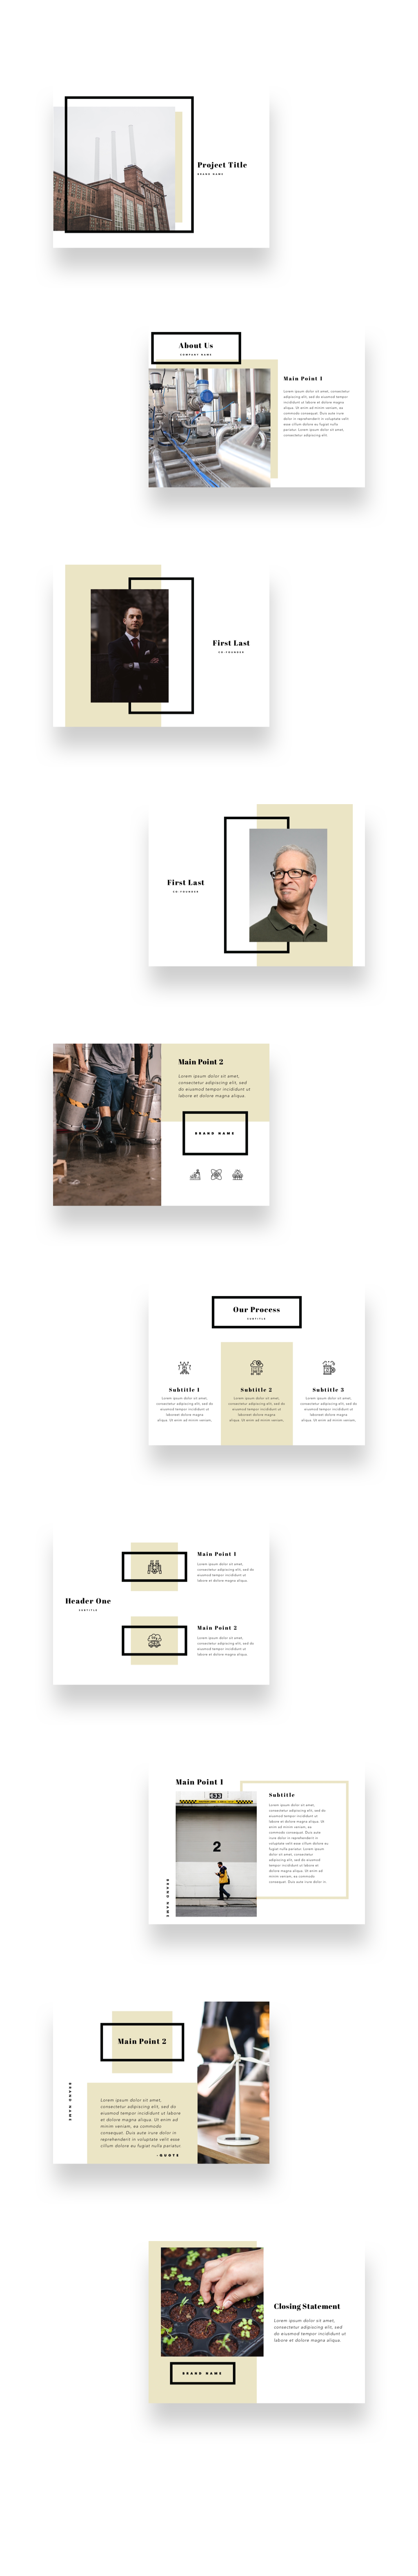 Project Title
BRAND NAME
About Us
COMPANY NAME
Main Point 1
Lorem ipsum dolor sit amet, consectetur
adipiscing elit, sed do eiusmod tempor
incididunt ut labore et dolore magna
aliqua. Ut enim ad minim veniam, ea
commodo consequat. Duis aute irure
dolor in reprehenderit in voluptate velit
esse cillum dolore eu fugiat nulla
pariatur. Lorem ipsum dolor sit amet,
consectetur adipiscing elit.
First Last
CO-FOUNDER
First Last
CO-FOUNDER
Main Point 2
Lorem ipsum dolor sit amet,
consectetur adipiscing elit, sed
do eiusmod tempor incididunt ut
labore et dolore magna aliqua.
BRAND NAME
Our Process
SUBTITLE
Subtitle 1
Lorem ipsum dolor sit amet,
consectetur adipiscing elit, sed do
eiusmod tempor incididunt ut
laboreet dolore magna
aliqua. Ut enim ad minim veniam.
Subtitle 2
Lorem ipsum dolor sit amet,
consectetur adipiscing elit, sed do
eiusmod tempor incididunt ut
laboreet dolore magna
aliqua. Ut enim ad minim veniam.
Subtitle 3
Lorem ipsum dolor sit amet,
consectetur adipiscing elit, sed do
eiusmod tempor incididunt ut
laboreet dolore magna
aliqua. Ut enim ad minim veniam.
Header One
SUBTITLE
Main Point 1
Lorem ipsum dolor sit amet,
consectetur adipiscing elit, sed do
eiusmod tempor incididunt ut
labore et dolore magna aliqua.
Main Point 2
Lorem ipsum dolor sit amet,
consectetur adipiscing elit, sed do
eiusmod tempor incididunt ut
labore et dolore magna aliqua.
Main Point 1
633
2
BRAND NAME
Subtitle
Lorem ipsum dolor sit amet,
consectetur adipiscing elit, sed do
eiusmod tempor incididunt ut
labore et dolore magna aliqua. Ut
enim ad minim veniam, ea
commodo consequat. Duis aute
irure dolor in reprehenderit in
voluptate velit esse cillum dolore eu
fugiat nulla pariatur. Lorem ipsum
dolor sit amet, consectetur
adipiscing elit, sed do eiusmod
tempor incididunt ut labore et
dolore magna aliqua. Ut enim ad
minim veniam, ea commodo
consequat. Duis aute irure dolor in
Main Point 2
BRAND NAME
Lorem ipsum dolor sit amet,
consectetur adipiscing elit, sed do
eiusmod tempor incididunt ut labore
et dolore magna aliqua. Ut enim ad
minim veniam, ea commodo
consequat. Duis aute irure dolor in
reprehenderit in voluptate velit esse
cillum dolore eu fugiat nulla pariatur.
-QUOTE
Closing Statement
Lorem ipsum dolor sit amet,
consectetur adipiscing elit, sed
do eiusmod tempor incididunt ut
labore et dolore magna aliqua.
BRAND NAME